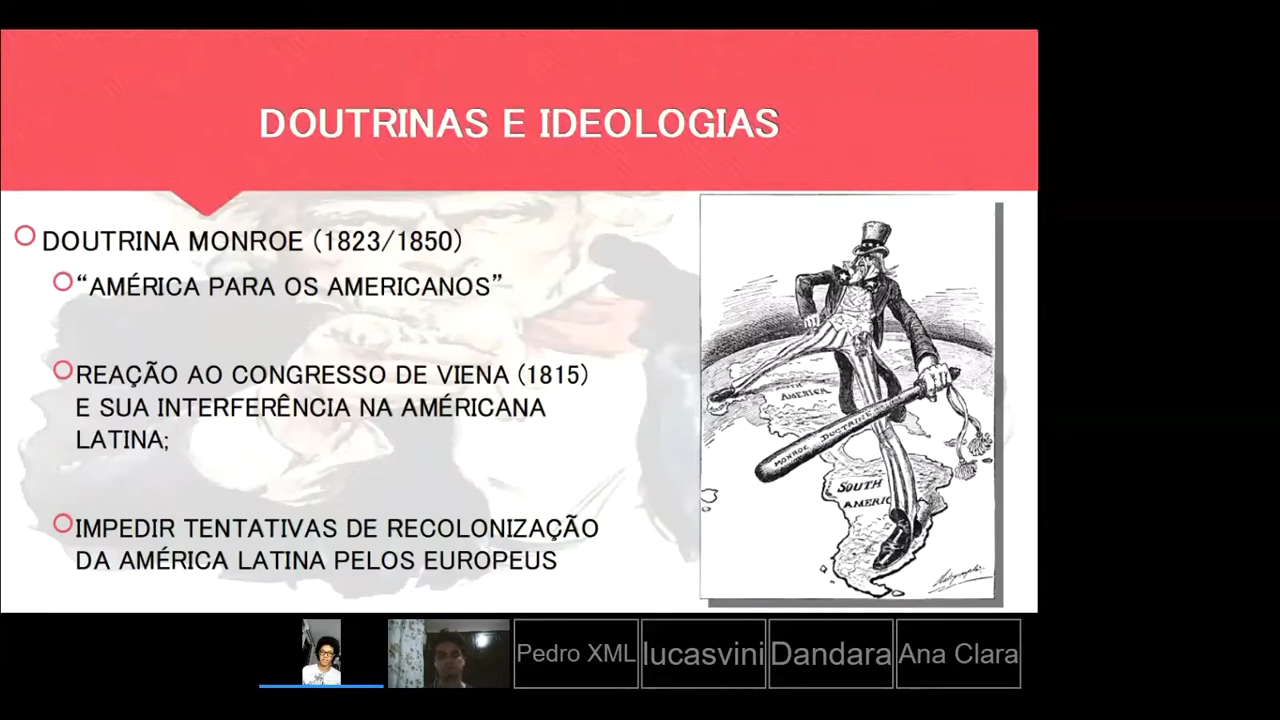 DOUTRINAS E IDEOLOGIAS
DOUTRINA MONROE (1823/1850)
“AMÉRICA PARA OS AMERICANOS”
REAÇÃO AO CONGRESSO DE VIENA (1815)
E SUA INTERFERÊNCIA NA AMÉRICANA
LATINA;
IMPEDIR TENTATIVAS DE RECOLONIZAÇÃO
DA AMÉRICA LATINA PELOS EUROPEUS
NORTH
AMERICA
MONROE DOCTRINE
SOUTH
AMERIC
Pedro XML
lucasvini
Dandara
Ana Clara